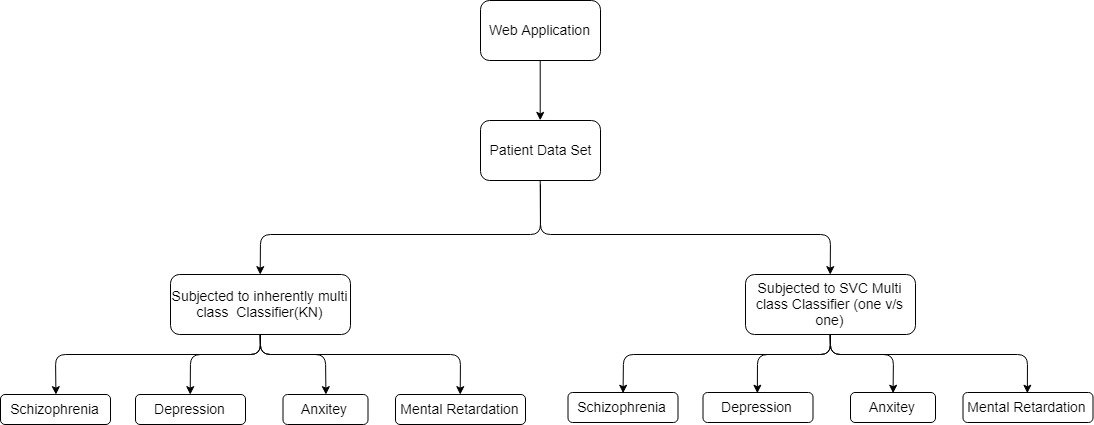 Web Application
Patient Data Set
Subjected to inherently multi
class Classifier(KN)
Subjected to SVC Multi
class Classifier (one v/s
one)
Schizophrenia
Depression
Anxitey
Mental Retardation
Schizophrenia
Depression
Anxitey
Mental Retardation